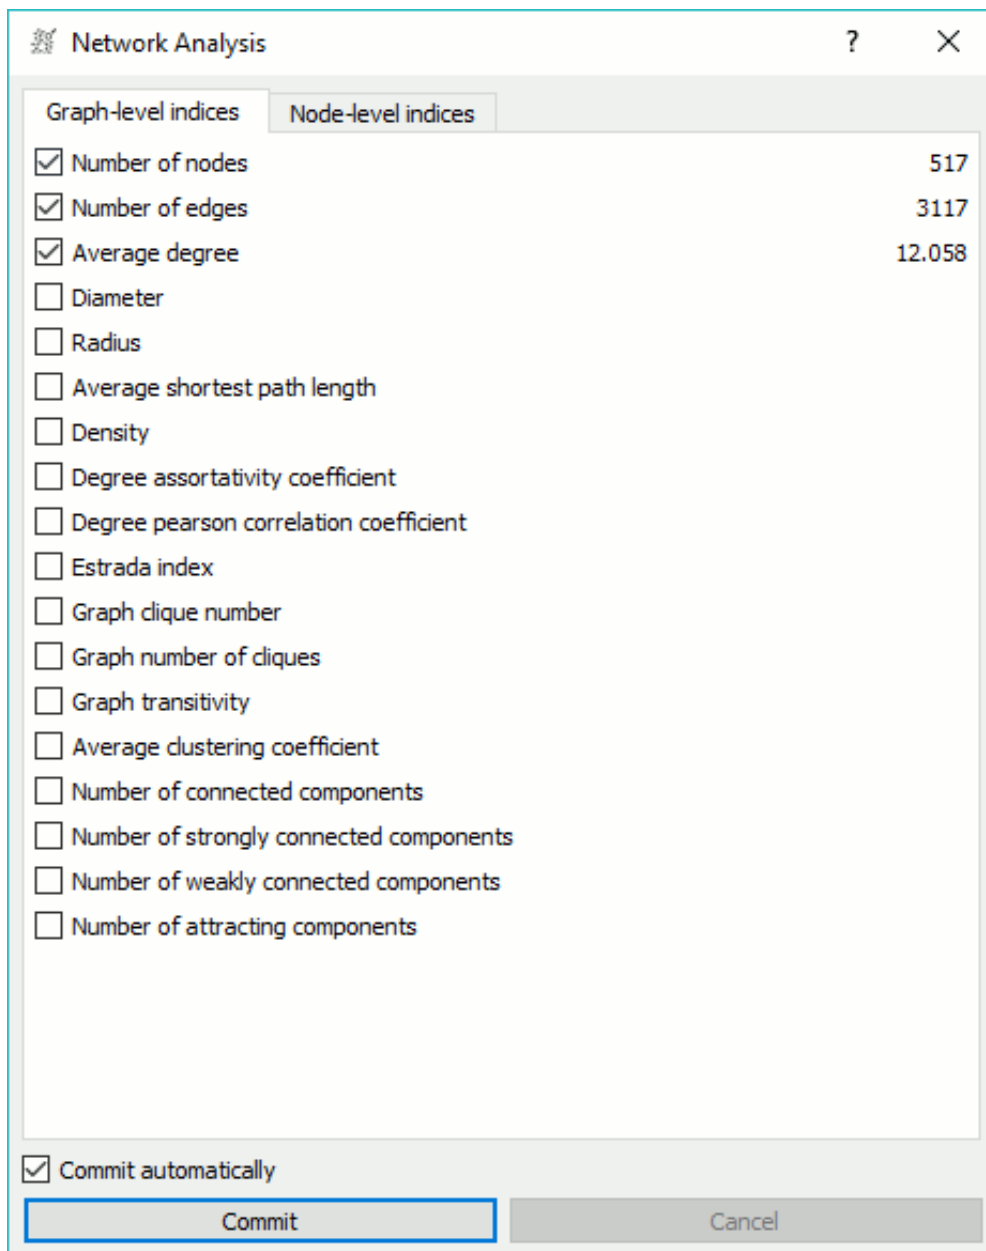 Network Analysis ?
Graph-level indices Node-level indices
Number of nodes 517
Number of edges 3117
Average degree 12.058
Diameter
Radius
Average shortest path length
Density
Degree assortativity coefficient
Degree pearson correlation coefficient
Estrada index
Graph clique number
Graph number of cliques
Graph transitivity
Average clustering coefficient
Number of connected components
Number of strongly connected components
Number of weakly connected components
Number of attracting components
Commit automatically
Commit Cancel